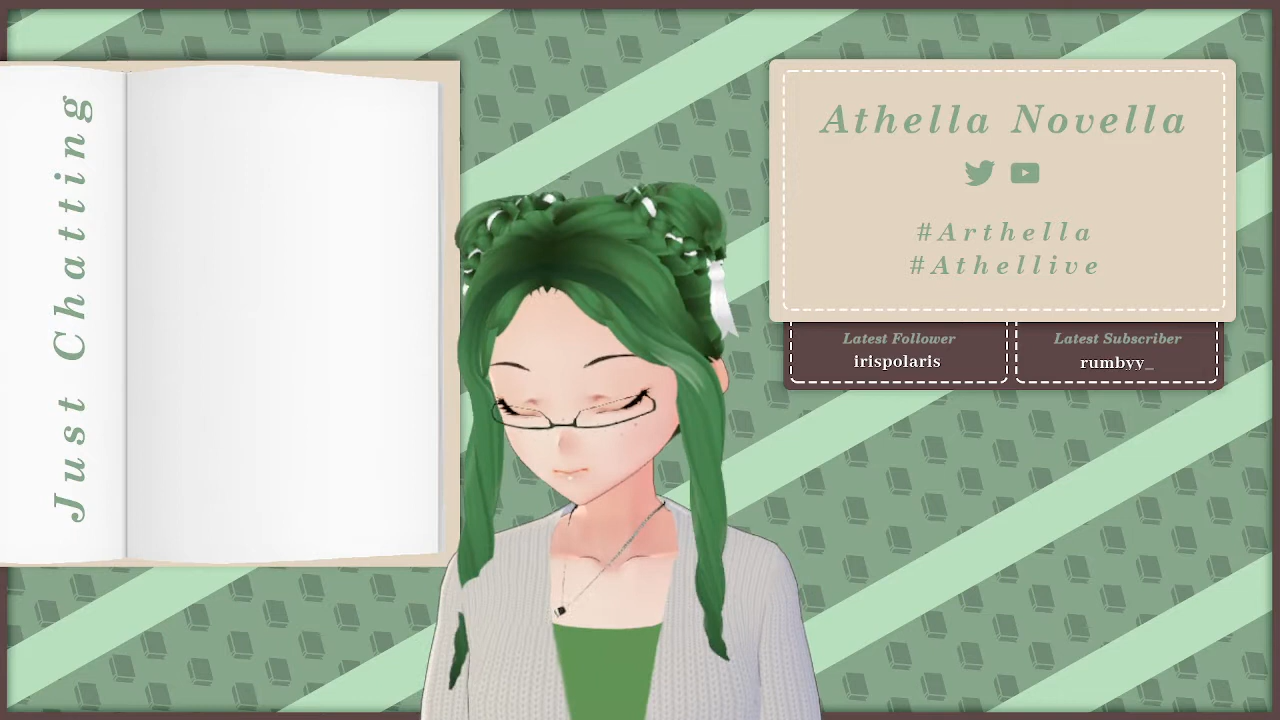 Just Chatting
Athella Novella
#Arthella
#Athellive
Latest Follower
irispolaris
Latest Subscriber
rumbyy_